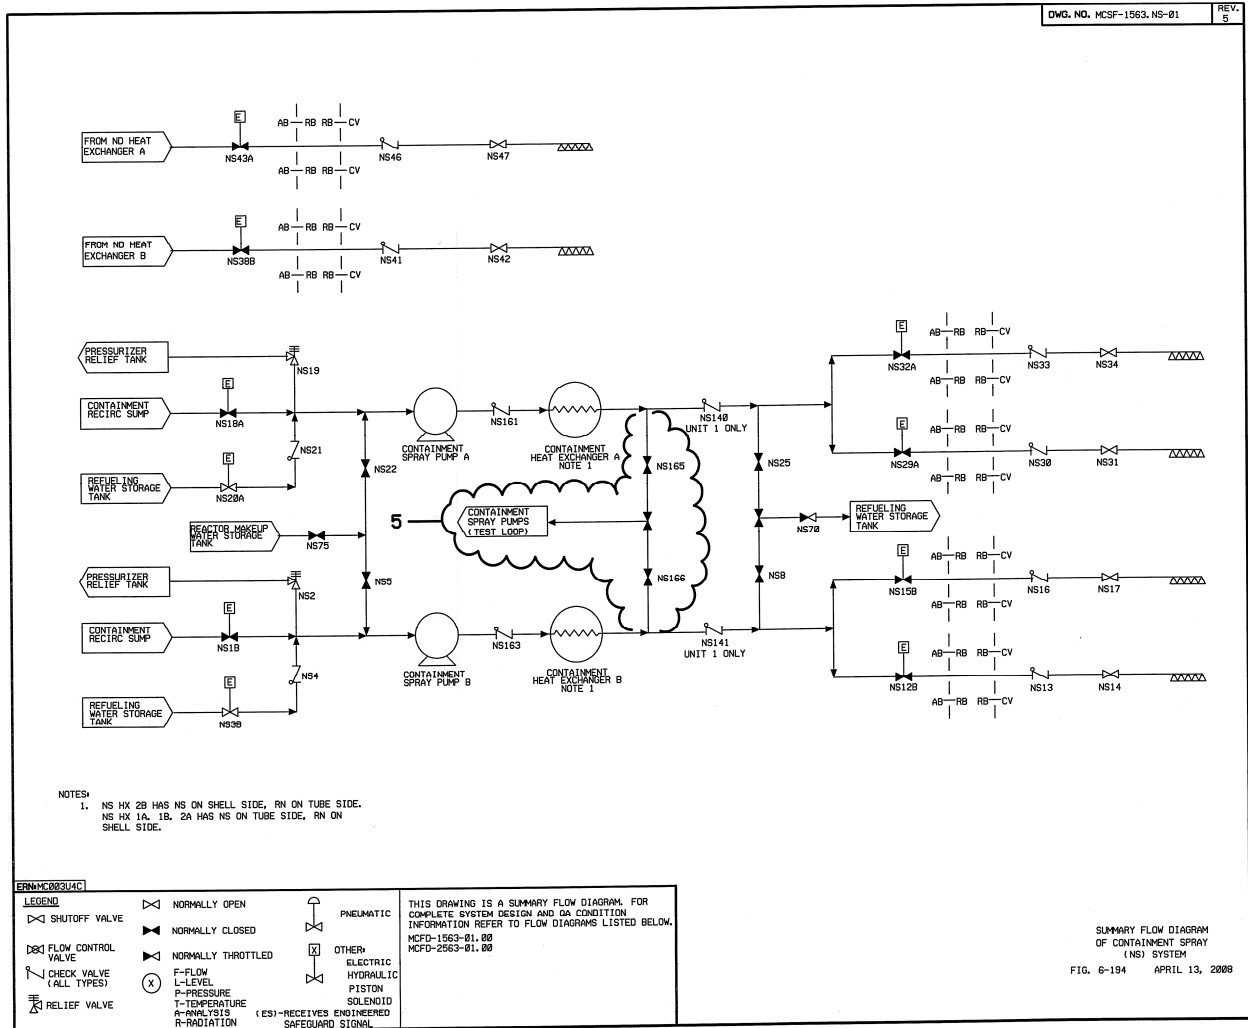 DWG. NO. MCSF-1563.NS-01
REV.
5
E
AB RB RB CV
FROM ND HEAT
EXCHANGER A
NS43A
NS46
NS47
AB RB RB CV
E
AB RB RB CV
FROM ND HEAT
EXCHANGER B
NS38B
NS41
NS42
AB RB RB CV
PRESSURIZER
RELIEF TANK
NS19
E
CONTAINMENT
RECIRC SUMP
NS18A
NS21
E
REFUELING
WATER STORAGE
TANK
NS20A
NS22
REACTOR MAKEUP
WATER STORAGE
TANK
NS75
PRESSURIZER
RELIEF TANK
NS2
NS5
E
CONTAINMENT
RECIRC SUMP
NS1B
NS4
E
REFUELING
WATER STORAGE
TANK
NS3B
CONTAINMENT
SPRAY PUMP A
NS161
CONTAINMENT
HEAT EXCHANGER A
NOTE 1
NS140
UNIT 1 ONLY
NS165
NS25
5
CONTAINMENT
SPRAY PUMPS
(TEST LOOP)
NS70
REFUELING
WATER STORAGE
TANK
NS166
NS8
CONTAINMENT
SPRAY PUMP B
NS163
CONTAINMENT
HEAT EXCHANGER B
NOTE 1
NS141
UNIT 1 ONLY
E
AB RB RB CV
NS32A
NS33
NS34
AB RB RB CV
E
AB RB RB CV
NS29A
NS30
NS31
AB RB RB CV
E
AB RB RB CV
NS15B
NS16
NS17
AB RB RB CV
E
AB RB RB CV
NS12B
NS13
NS14
AB RB RB CV
NOTES:
1. NS HX 2B HAS NS ON SHELL SIDE, RN ON TUBE SIDE.
NS HX 1A. 1B. 2A HAS NS ON TUBE SIDE, RN ON
SHELL SIDE.
ERN:MC003U4C
LEGEND
SHUTOFF VALVE
FLOW CONTROL
VALVE
CHECK VALVE
(ALL TYPES)
RELIEF VALVE
NORMALLY OPEN
NORMALLY CLOSED
NORMALLY THROTTLED
X
F-FLOW
L-LEVEL
P-PRESSURE
T-TEMPERATURE
A-ANALYSIS
R-RADIATION
PNEUMATIC
X
OTHER:
ELECTRIC
HYDRAULIC
PISTON
SOLENOID
(ES)-RECEIVES ENGINEERED
SAFEGUARD SIGNAL
THIS DRAWING IS A SUMMARY FLOW DIAGRAM. FOR
COMPLETE SYSTEM DESIGN AND QA CONDITION
INFORMATION REFER TO FLOW DIAGRAMS LISTED BELOW.
MCFD-1563-01.00
MCFD-2563-01.00
SUMMARY FLOW DIAGRAM
OF CONTAINMENT SPRAY
(NS) SYSTEM
FIG. 6-194 APRIL 13, 2008